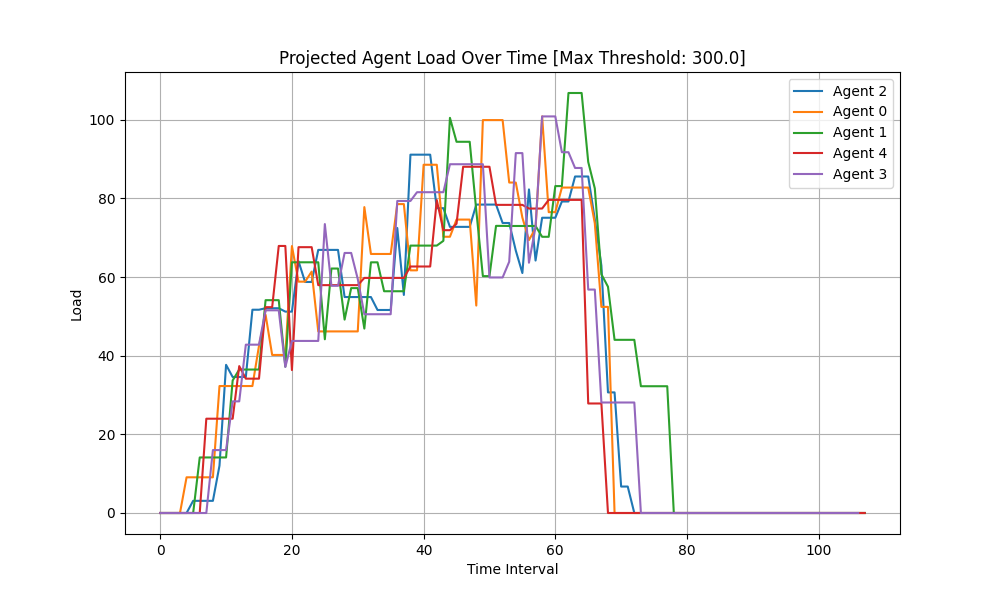 Projected Agent Load Over Time [Max Threshold: 300.0]
Agent 2
Agent 0
Agent 1
Agent 4
Agent 3
100
80
60
40
20
0
Load
0 20 40 60 80 100
Time Interval